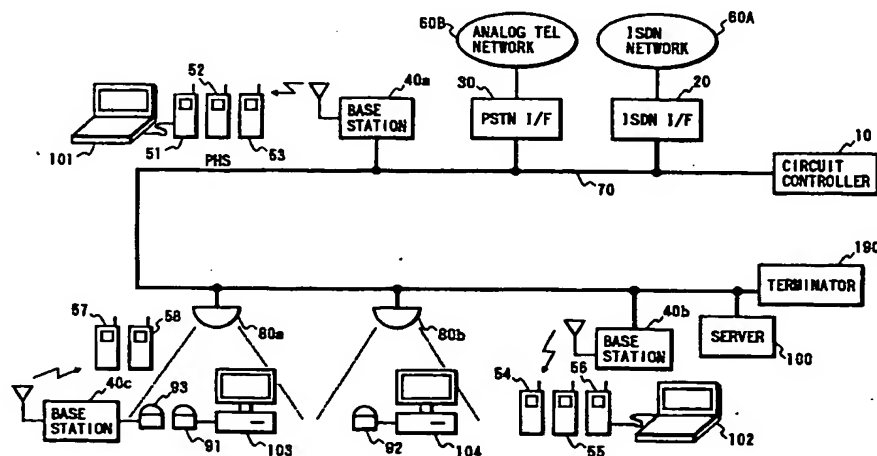 60B
ANALOG TEL
NETWORK
60A
ISDN
NETWORK
52
40a
30
20
BASE
STATION
PSTN I/F
ISDN I/F
10
CIRCUIT
CONTROLLER
101
51
53
PHS
70
190
TERMINATOR
57
58
80a
80b
40b
BASE
STATION
SERVER
100
40c
93
54
56
BASE
STATION
91
103
92
104
55
102